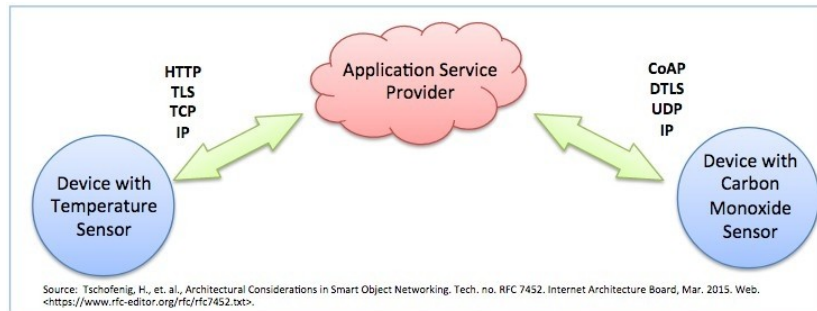 HTTP
TLS
TCP
IP
Application Service
Provider
CoAP
DTLS
UDP
IP
Device with
Temperature
Sensor
Device with
Carbon
Monoxide
Sensor
Source: Tschofenig, H., et. al., Architectural Considerations in Smart Object Networking. Tech. no. RFC 7452. Internet Architecture Board, Mar. 2015. Web.
<https://www.rfc-editor.org/rfc/rfc7452.txt>.